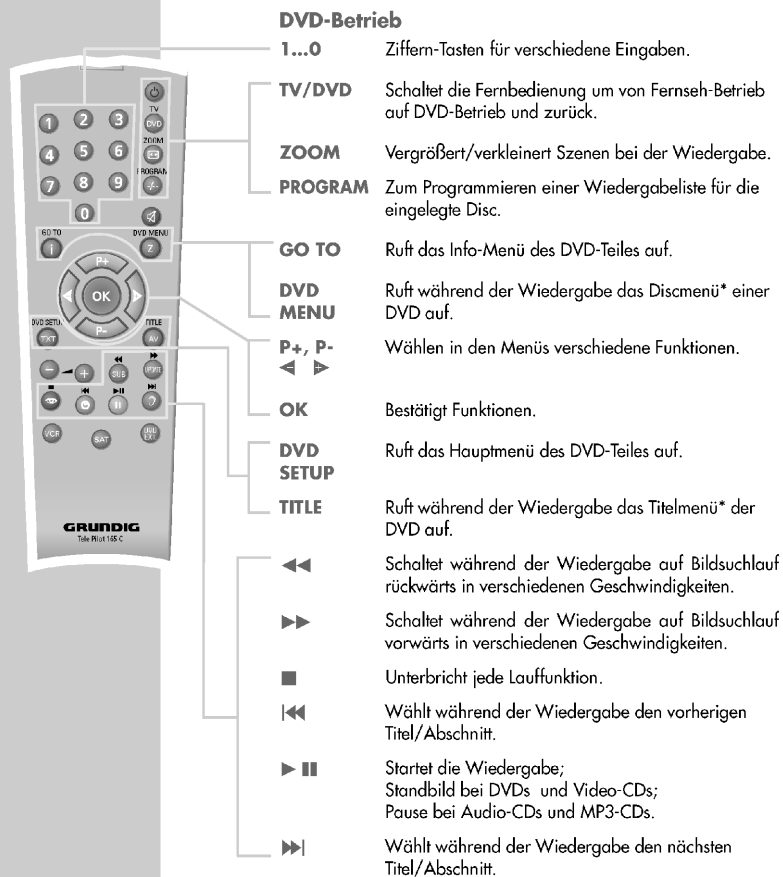 DVD-Betrieb
1...0 Ziffern-Tasten für verschiedene Eingaben.
TV/DVD Schaltet die Fernbedienung um von Fernseh-Betrieb
auf DVD-Betrieb und zurück.
ZOOM Vergrößert/verkleinert Szenen bei der Wiedergabe.
PROGRAM Zum Programmieren einer Wiedergabeliste für die
eingelegte Disc.
GO TO Ruft das Info-Menü des DVD-Teiles auf.
DVD Ruft während der Wiedergabe das Discmenü* einer
MENU DVD auf.
P+, P- Wählen in den Menüs verschiedene Funktionen.
OK Bestätigt Funktionen.
DVD Ruft das Hauptmenü des DVD-Teiles auf.
SETUP
TITLE Ruft während der Wiedergabe das Titelmenü* der
DVD auf.
◀◀ Schaltet während der Wiedergabe auf Bildsuchlauf
rückwärts in verschiedenen Geschwindigkeiten.
▶▶ Schaltet während der Wiedergabe auf Bildsuchlauf
vorwärts in verschiedenen Geschwindigkeiten.
■ Unterbricht jede Lauffunktion.
|◀◀ Wählt während der Wiedergabe den vorherigen
Titel/Abschnitt.
▶ ❚❚ Startet die Wiedergabe;
Standbild bei DVDs und Video-CDs;
Pause bei Audio-CDs und MP3-CDs.
▶▶| Wählt während der Wiedergabe den nächsten
Titel/Abschnitt.
TV
1 2 3 DVD
ZOOM
4 5 6
PROGRAM
7 8 9 -/--
0
GO TO DVD MENU
i Z
P+
OK
P-
DVD SETU. TITLE
TXT AV
- + SUB
VCR SAT
GRUNDIG
Tele Pilot 165 C